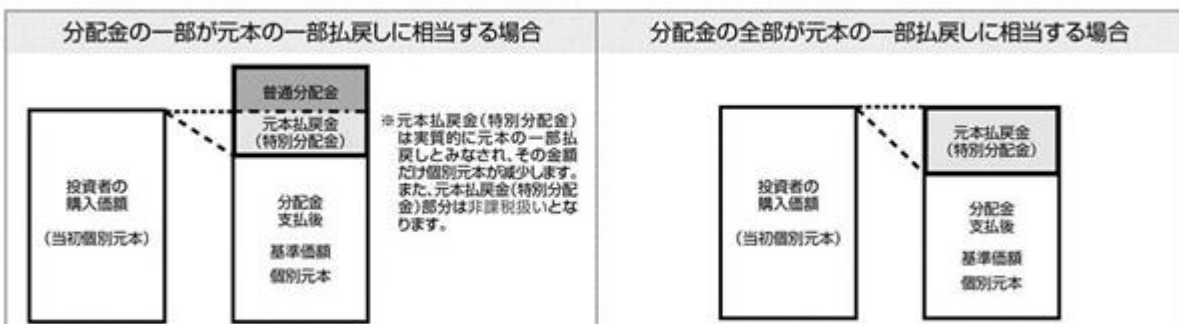 分配金の一部が元本の一部払戻しに相当する場合
投資者の
購入価額
(当初個別元本)
普通分配金
元本払戻金
(特別分配金)
分配金
支払後
基準価額
個別元本
※元本払戻金(特別分配金)
は実質的に元本の一部払
戻しとみなされ、その金額
だけ個別元本が減少します。
また、元本払戻金(特別分配
金)部分は非課税扱いとな
ります。
分配金の全部が元本の一部払戻しに相当する場合
投資者の
購入価額
(当初個別元本)
元本払戻金
(特別分配金)
分配金
支払後
基準価額
個別元本